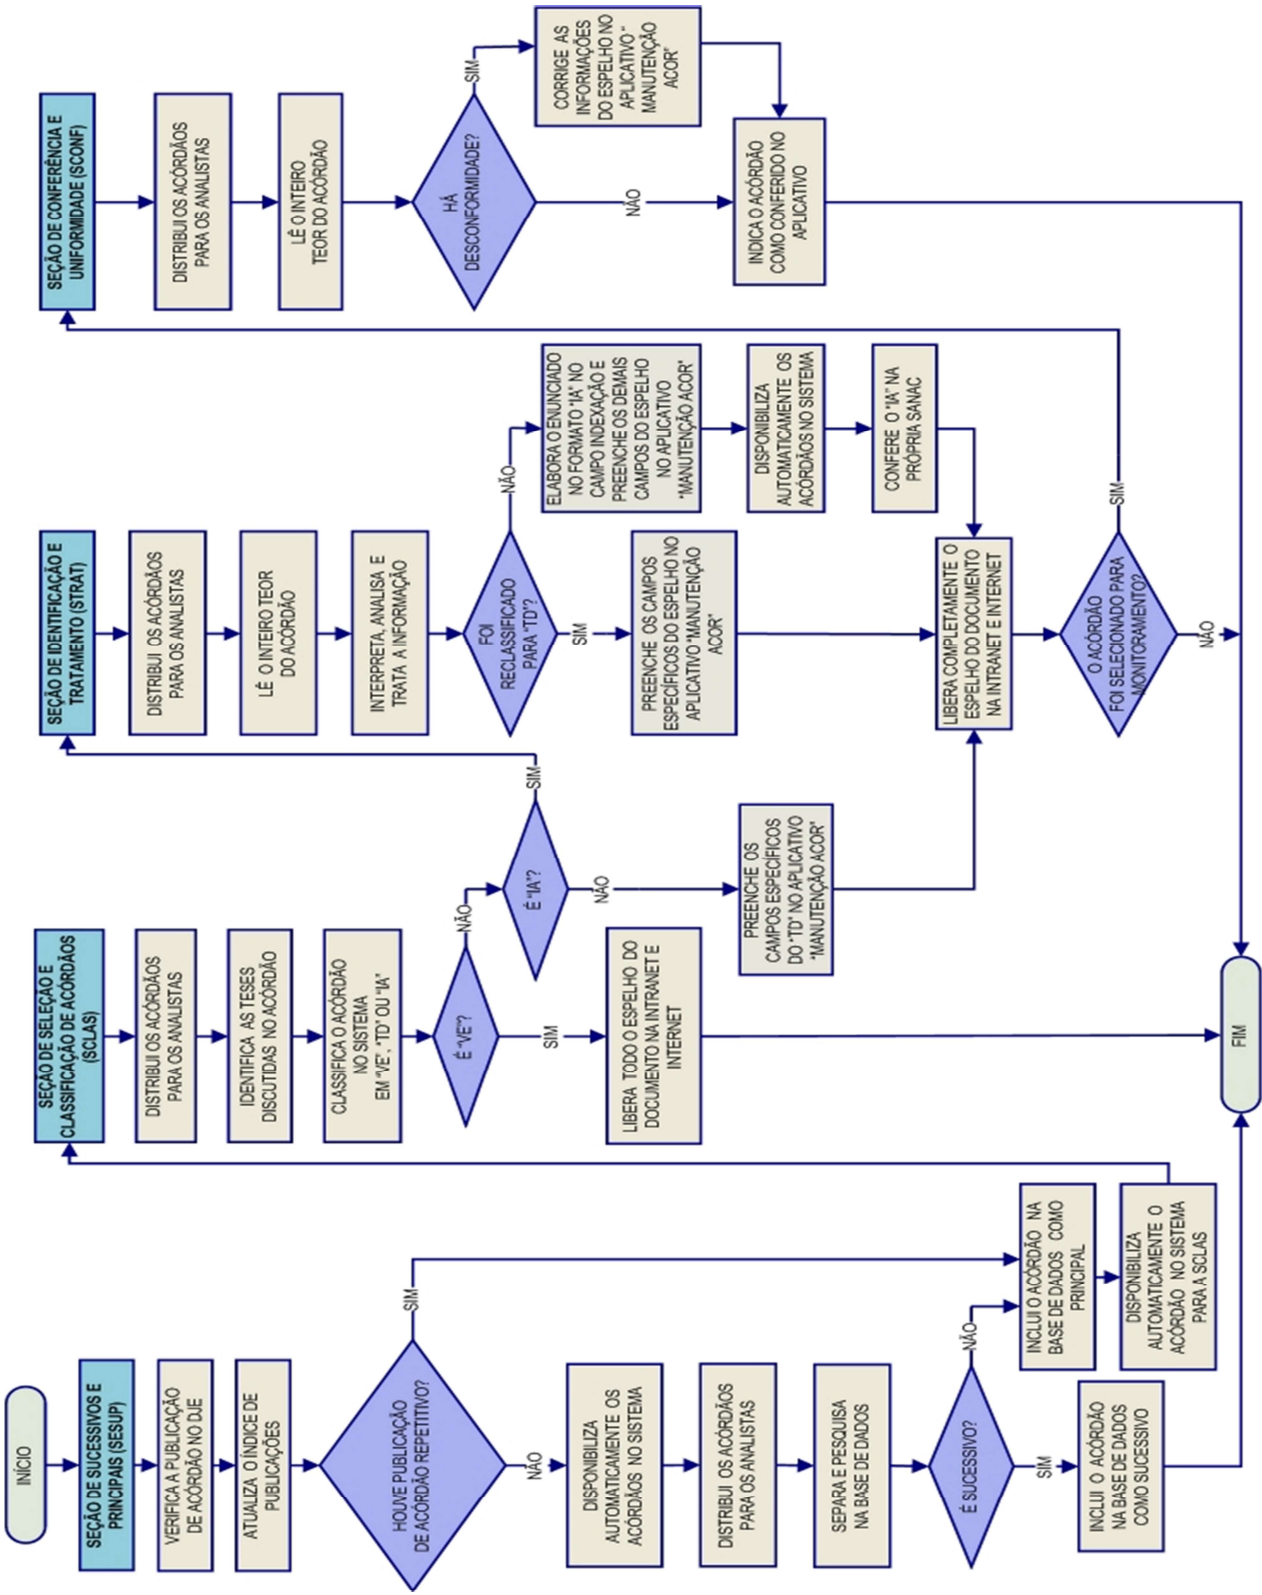 INÍCIO
SEÇÃO DE SUCESSIVOS E
PRINCIPAIS (SESUP)
VERIFICA A PUBLICAÇÃO
DE ACÓRDÃO NO DJE
ATUALIZA O ÍNDICE DE
PUBLICAÇÕES
HOUVE PUBLICAÇÃO
DE ACÓRDÃO REPETITIVO?
SIM
NÃO
DISPONIBILIZA
AUTOMATICAMENTE OS
ACÓRDÃOS NO SISTEMA
DISTRIBUI OS ACÓRDÃOS
PARA OS ANALISTAS
SEPARA E PESQUISA
NA BASE DE DADOS
É SUCESSIVO?
NÃO
SIM
INCLUI O ACÓRDÃO
NA BASE DE DADOS
COMO SUCESSIVO
INCLUI O ACÓRDÃO NA
BASE DE DADOS COMO
PRINCIPAL
DISPONIBILIZA
AUTOMATICAMENTE O
ACÓRDÃO NO SISTEMA
PARA A SCLAS
SEÇÃO DE SELEÇÃO E
CLASSIFICAÇÃO DE ACÓRDÃOS
(SCLAS)
DISTRIBUI OS ACÓRDÃOS
PARA OS ANALISTAS
IDENTIFICA AS TESES
DISCUTIDAS NO ACÓRDÃO
CLASSIFICA O ACÓRDÃO
NO SISTEMA
EM "VE", "TD" OU "IA"
É "VE"?
NÃO
SIM
LIBERA TODO O ESPELHO DO
DOCUMENTO NA INTRANET E
INTERNET
É "IA"?
SIM
NÃO
PREENCHE OS
CAMPOS ESPECÍFICOS
DO "TD" NO APLICATIVO
"MANUTENÇÃO ACOR"
FIM
SEÇÃO DE IDENTIFICAÇÃO E
TRATAMENTO (STRAT)
DISTRIBUI OS ACÓRDÃOS
PARA OS ANALISTAS
LÊ O INTEIRO TEOR
DO ACÓRDÃO
INTERPRETA, ANALISA E
TRATA A INFORMAÇÃO
FOI
RECLASSIFICADO
PARA "TD"?
NÃO
SIM
PREENCHE OS CAMPOS
ESPECÍFICOS DO ESPELHO NO
APLICATIVO "MANUTENÇÃO
ACOR"
ELABORA O ENUNCIADO
NO FORMATO "IA" NO
CAMPO INDEXAÇÃO E
PREENCHE OS DEMAIS
CAMPOS DO ESPELHO
NO APLICATIVO
"MANUTENÇÃO ACOR"
DISPONIBILIZA
AUTOMATICAMENTE OS
ACÓRDÃOS NO SISTEMA
CONFERE O "IA" NA
PRÓPRIA SANAC
LIBERA COMPLETAMENTE O
ESPELHO DO DOCUMENTO
NA INTRANET E INTERNET
O ACÓRDÃO
FOI SELECIONADO PARA
MONITORAMENTO?
SIM
NÃO
SEÇÃO DE CONFERÊNCIA E
UNIFORMIDADE (SCONF)
DISTRIBUI OS ACÓRDÃOS
PARA OS ANALISTAS
LÊ O INTEIRO
TEOR DO ACÓRDÃO
HÁ
DESCONFORMIDADE?
SIM
NÃO
CORRIGE AS
INFORMAÇÕES
DO ESPELHO NO
APLICATIVO "
MANUTENÇÃO
ACOR"
INDICA O ACÓRDÃO
COMO CONFERIDO NO
APLICATIVO